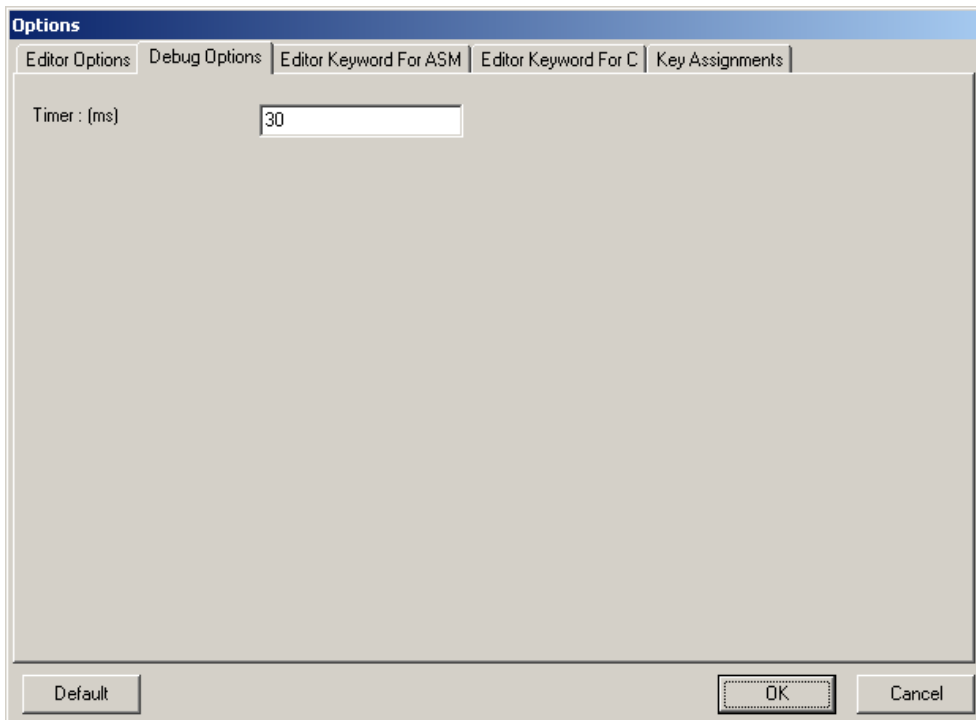 Options
Editor Options Debug Options Editor Keyword For ASM Editor Keyword For C Key Assignments
Timer : (ms) 30
Default OK Cancel